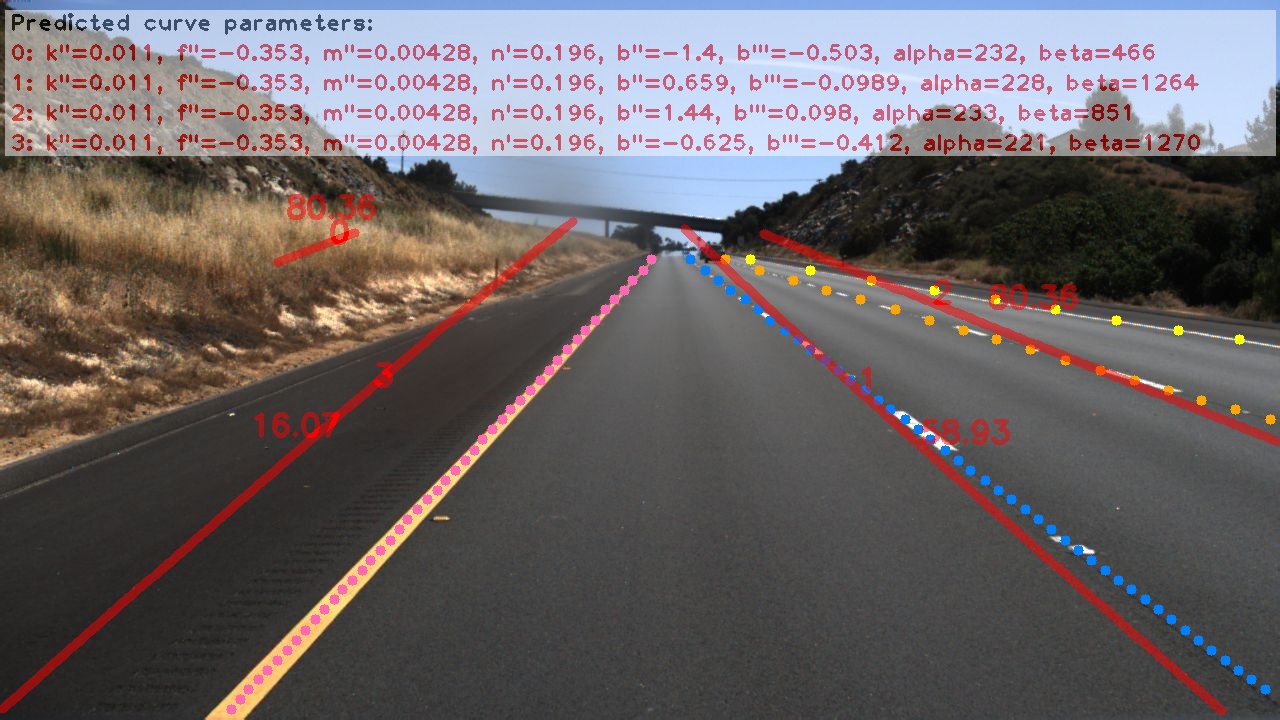 Predicted curve parameters:
0: k''=0.011, f''=−0.353, m''=0.00428, n'=0.196, b''=−1.4, b'''=−0.503, alpha=232, beta=466
1: k''=0.011, f''=−0.353, m''=0.00428, n'=0.196, b''=0.659, b'''=−0.0989, alpha=228, beta=1264
2: k''=0.011, f''=−0.353, m''=0.00428, n'=0.196, b''=1.44, b'''=0.098, alpha=233, beta=851
3: k''=0.011, f''=−0.353, m''=0.00428, n'=0.196, b''=−0.625, b'''=−0.412, alpha=221, beta=1270
80.36
0
2 80.36
3 1
16.07 58.93